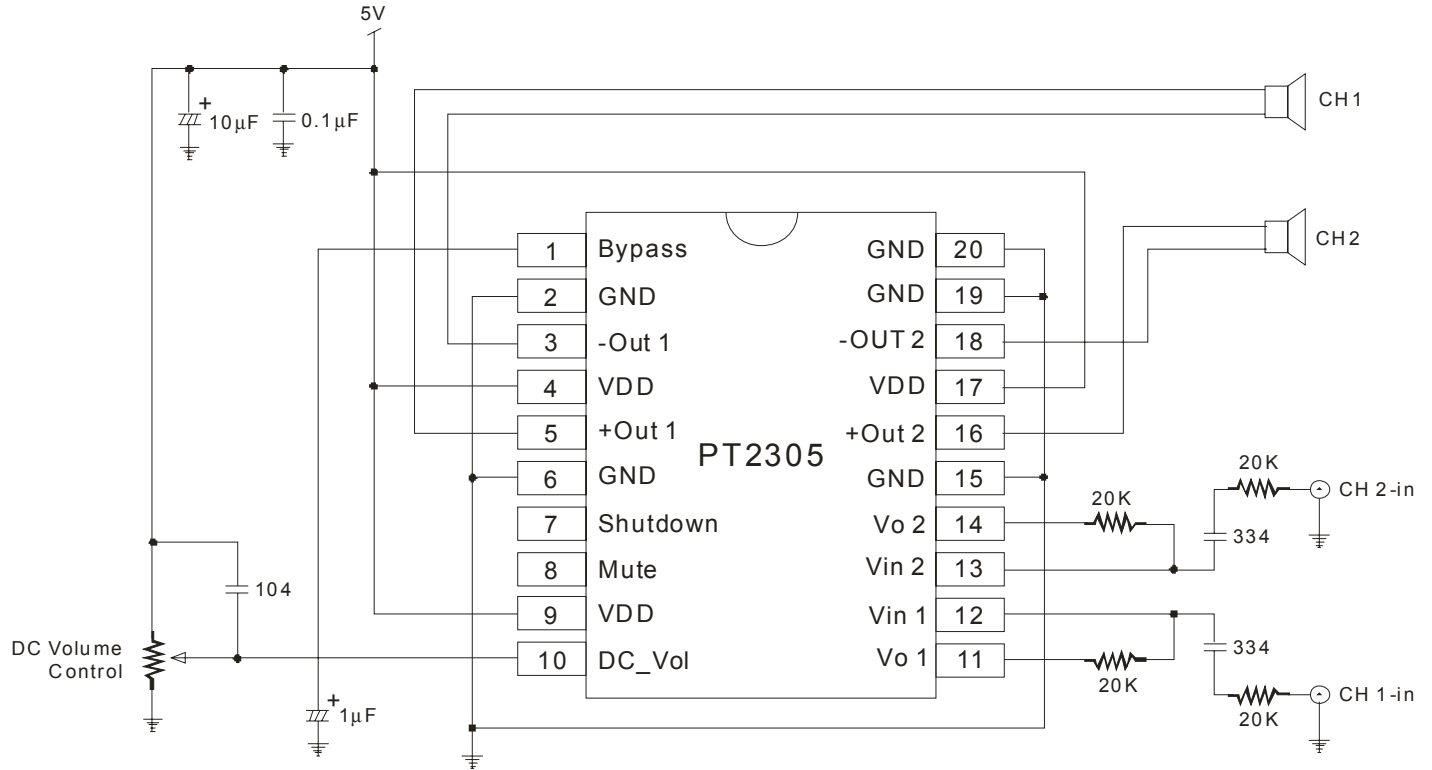 5V
10µF
0.1µF
CH1
CH2
1 Bypass
2 GND
3 -Out 1
4 VDD
5 +Out 1
6 GND
7 Shutdown
8 Mute
9 VDD
10 DC_Vol
PT2305
GND 20
GND 19
-OUT 2 18
VDD 17
+Out 2 16
GND 15
Vo 2 14
Vin 2 13
Vin 1 12
Vo 1 11
20K
20K
CH 2-in
334
334
20K
20K
CH 1-in
104
DC Volume
Control
1µF
+
+